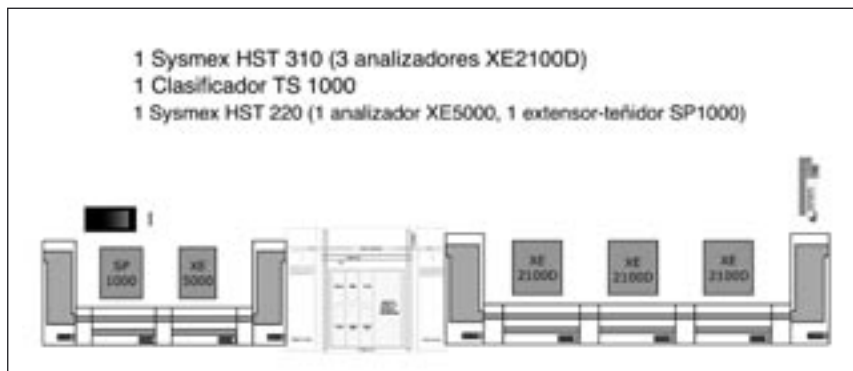 1 Sysmex HST 310 (3 analizadores XE2100D)
1 Clasificador TS 1000
1 Sysmex HST 220 (1 analizador XE5000, 1 extensor-teñidor SP1000)
SP
1000
XE
5000
XE
2100D
XE
2100D
XE
2100D